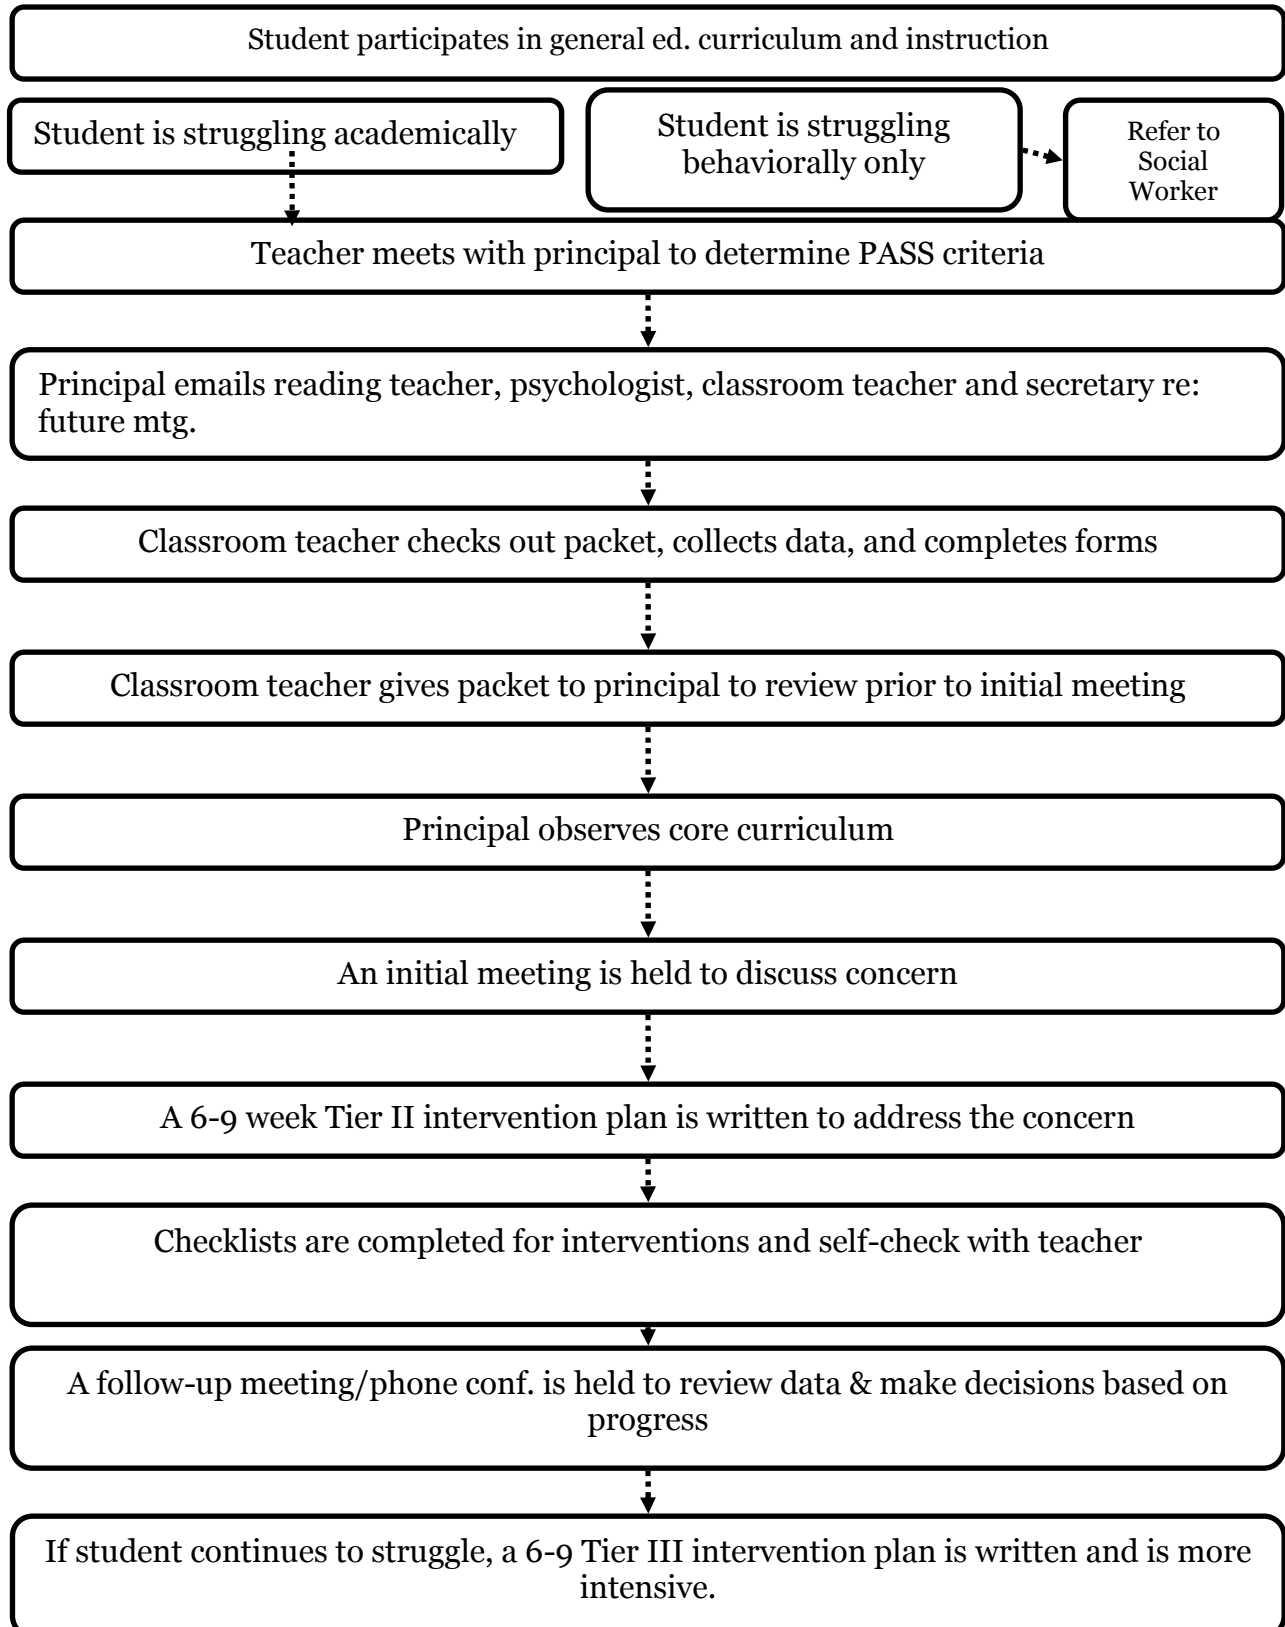 Student participates in general ed. curriculum and instruction
Student is struggling academically
Student is struggling
behaviorally only
Refer to
Social
Worker
Teacher meets with principal to determine PASS criteria
Principal emails reading teacher, psychologist, classroom teacher and secretary re:
future mtg.
Classroom teacher checks out packet, collects data, and completes forms
Classroom teacher gives packet to principal to review prior to initial meeting
Principal observes core curriculum
An initial meeting is held to discuss concern
A 6-9 week Tier II intervention plan is written to address the concern
Checklists are completed for interventions and self-check with teacher
A follow-up meeting/phone conf. is held to review data & make decisions based on
progress
If student continues to struggle, a 6-9 Tier III intervention plan is written and is more
intensive.